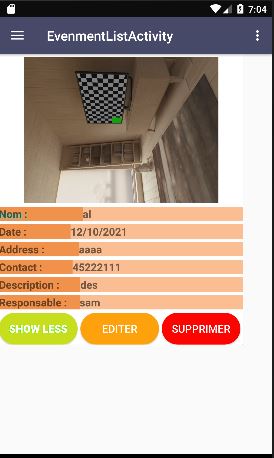 7:04
EvenmentListActivity
Nom : al
Date : 12/10/2021
Address : aaaa
Contact : 45222111
Description : des
Responsable : sam
SHOW LESS EDITER SUPPRIMER